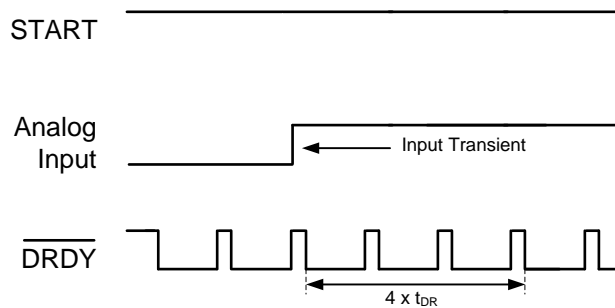 START
Analog
Input
Input Transient
DRDY
4 x tDR